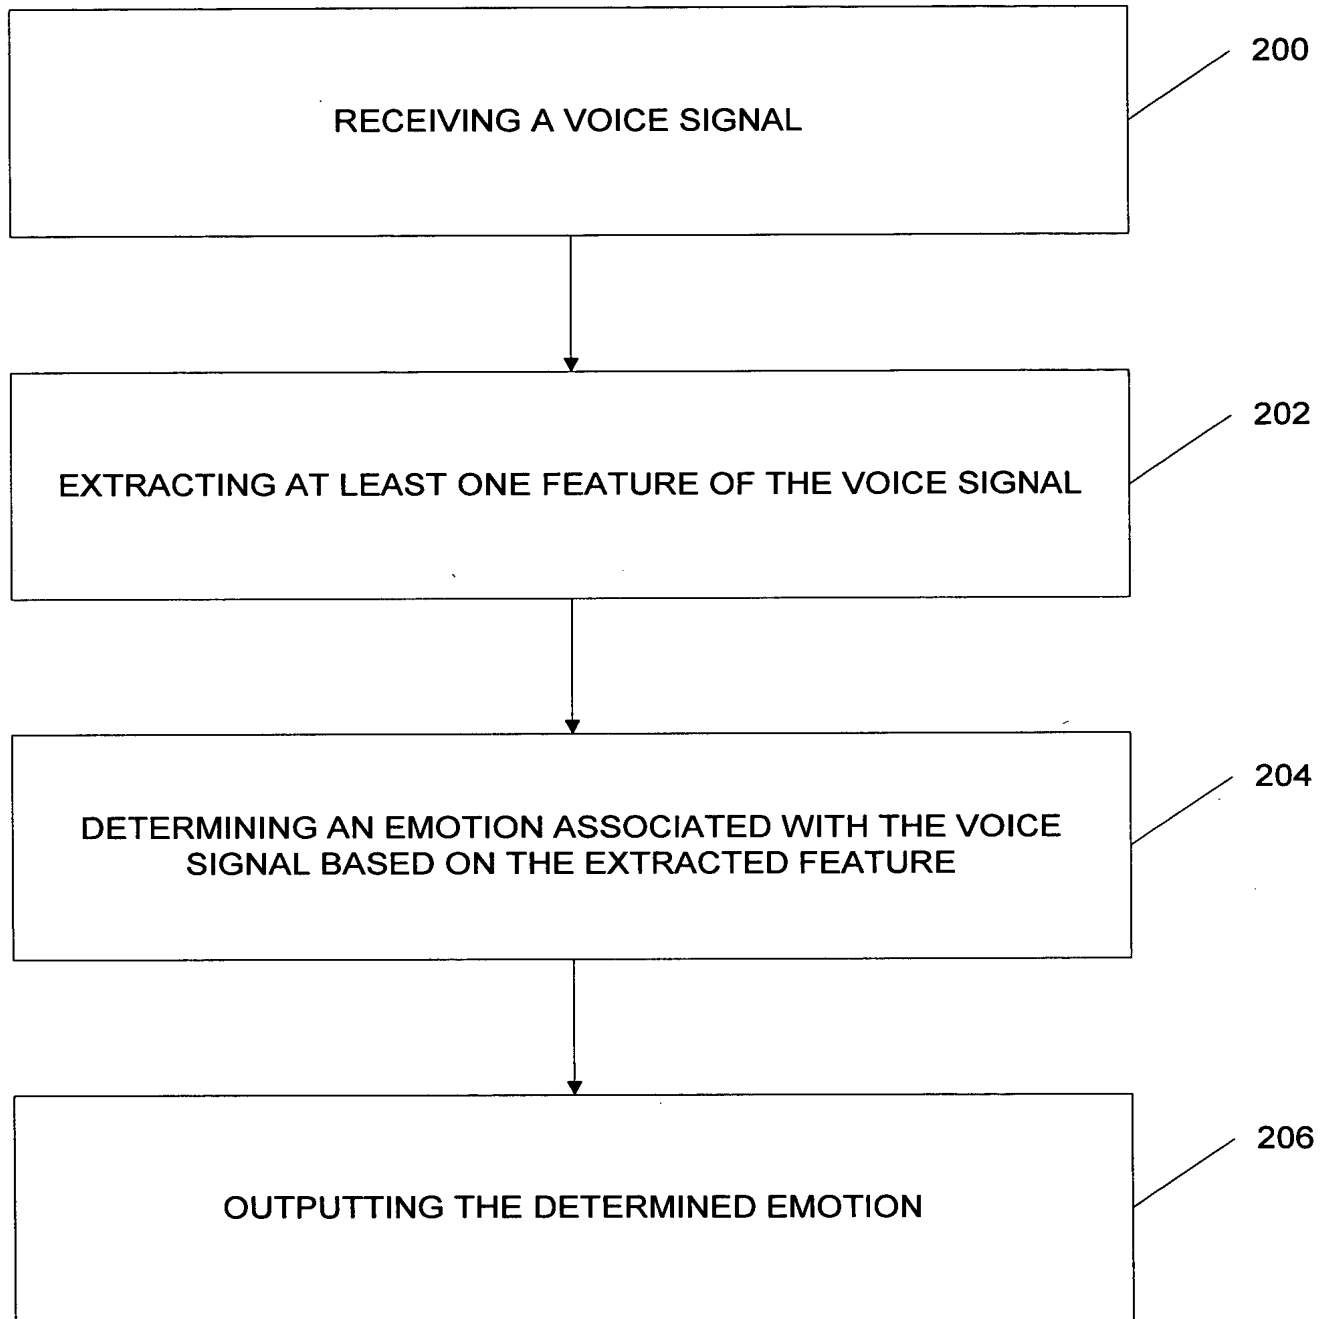 200
RECEIVING A VOICE SIGNAL
202
EXTRACTING AT LEAST ONE FEATURE OF THE VOICE SIGNAL
204
DETERMINING AN EMOTION ASSOCIATED WITH THE VOICE
SIGNAL BASED ON THE EXTRACTED FEATURE
206
OUTPUTTING THE DETERMINED EMOTION